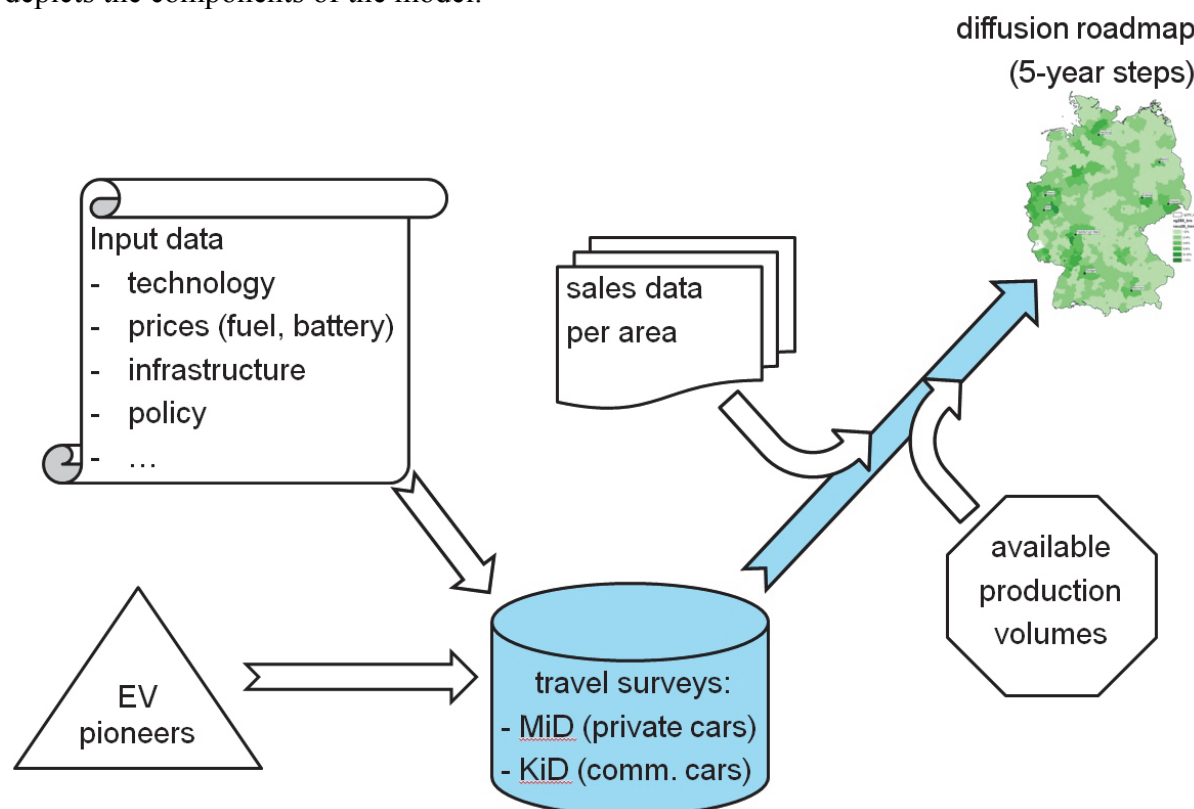 depicts the components of the model.
diffusion roadmap
(5-year steps)
Input data
- technology
- prices (fuel, battery)
- infrastructure
- policy
- ...
sales data
per area
available
production
volumes
EV
pioneers
travel surveys:
- MiD (private cars)
- KiD (comm. cars)